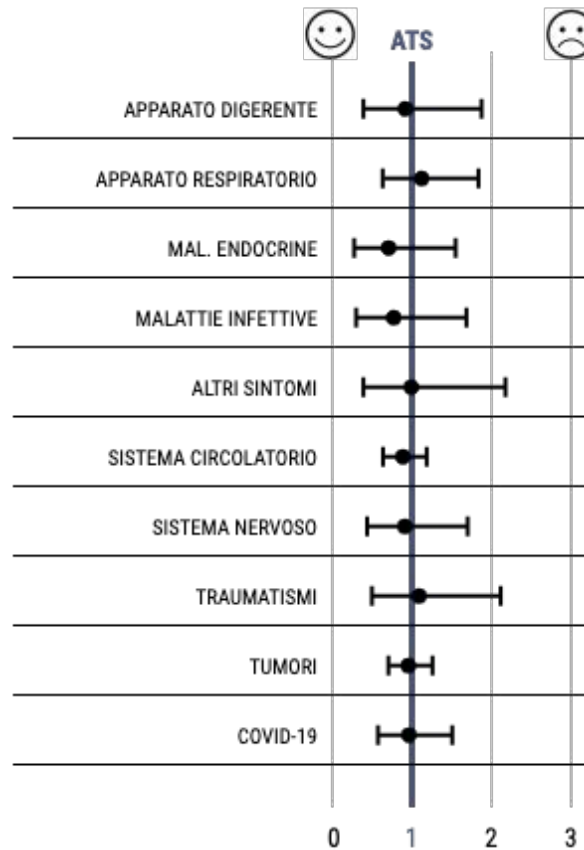 ATS
APPARATO DIGERENTE
APPARATO RESPIRATORIO
MAL. ENDOCRINE
MALATTIE INFETTIVE
ALTRI SINTOMI
SISTEMA CIRCOLATORIO
SISTEMA NERVOSO
TRAUMATISMI
TUMORI
COVID-19
0 1 2 3